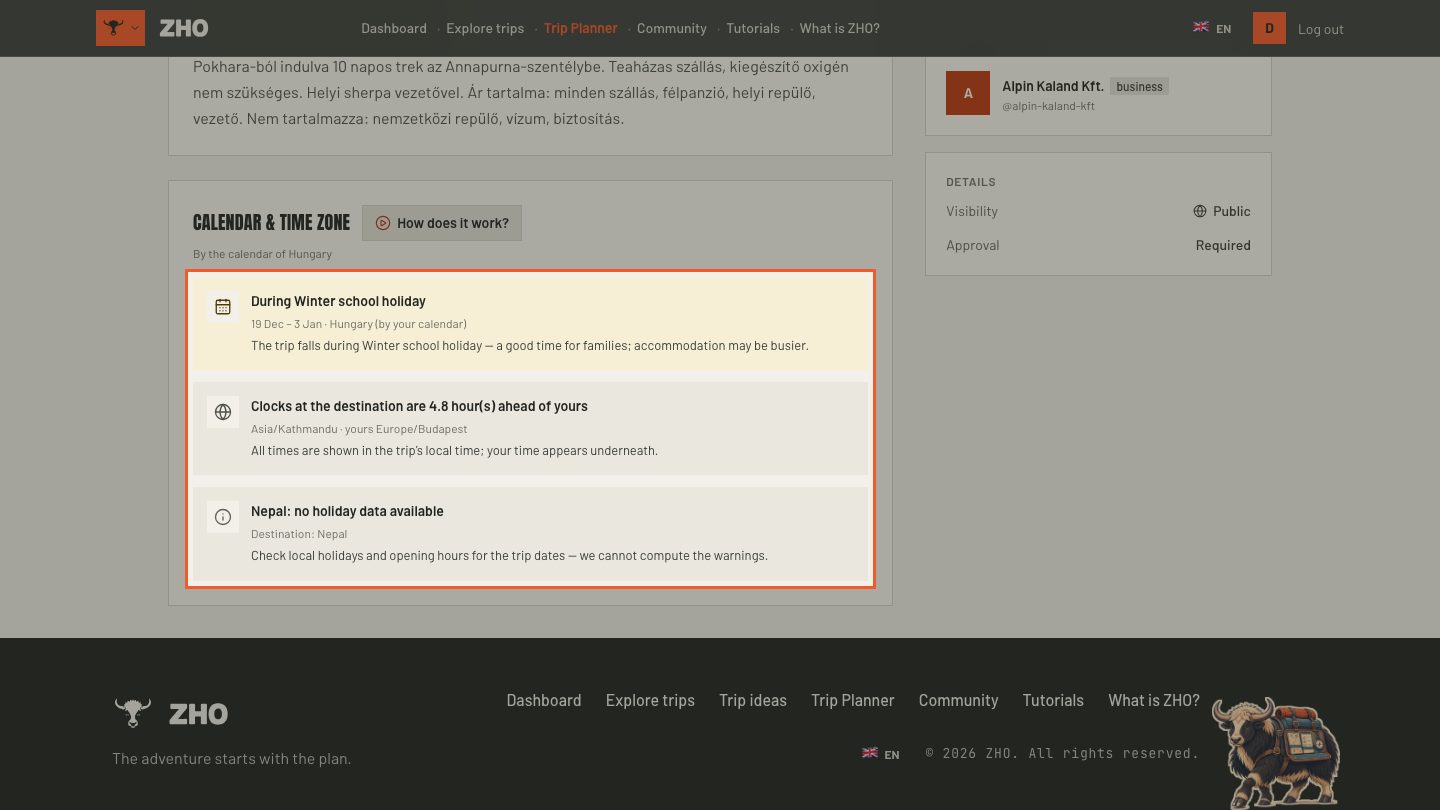 ZHO
Dashboard · Explore trips · Trip Planner · Community · Tutorials · What is ZHO?
EN
D
Log out
Pokhara-ból indulva 10 napos trek az Annapurna-szentélybe. Teaházas szállás, kiegészítő oxigén
nem szükséges. Helyi sherpa vezetővel. Ár tartalma: minden szállás, félpanzió, helyi repülő,
vezető. Nem tartalmazza: nemzetközi repülő, vízum, biztosítás.
A
Alpin Kaland Kft. business
@alpin-kaland-kft
DETAILS
Visibility Public
Approval Required
CALENDAR & TIME ZONE
How does it work?
By the calendar of Hungary
During Winter school holiday
19 Dec – 3 Jan · Hungary (by your calendar)
The trip falls during Winter school holiday — a good time for families; accommodation may be busier.
Clocks at the destination are 4.8 hour(s) ahead of yours
Asia/Kathmandu · yours Europe/Budapest
All times are shown in the trip's local time; your time appears underneath.
Nepal: no holiday data available
Destination: Nepal
Check local holidays and opening hours for the trip dates — we cannot compute the warnings.
ZHO
The adventure starts with the plan.
Dashboard Explore trips Trip ideas Trip Planner Community Tutorials What is ZHO?
EN
© 2026 ZHO. All rights reserved.